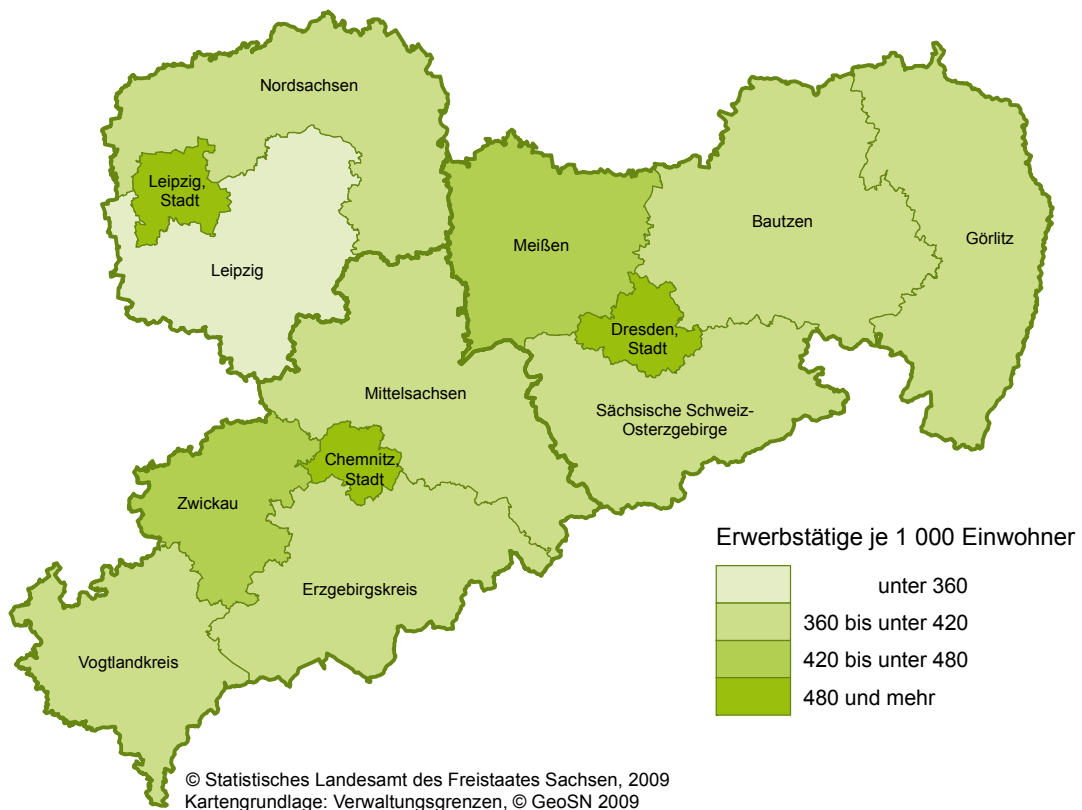 Nordsachsen
Leipzig,
Stadt
Leipzig
Meißen
Bautzen
Görlitz
Dresden,
Stadt
Mittelsachsen
Sächsische Schweiz-
Osterzgebirge
Chemnitz,
Stadt
Zwickau
Erzgebirgskreis
Vogtlandkreis
Erwerbstätige je 1 000 Einwohner
unter 360
360 bis unter 420
420 bis unter 480
480 und mehr
© Statistisches Landesamt des Freistaates Sachsen, 2009
Kartengrundlage: Verwaltungsgrenzen, © GeoSN 2009